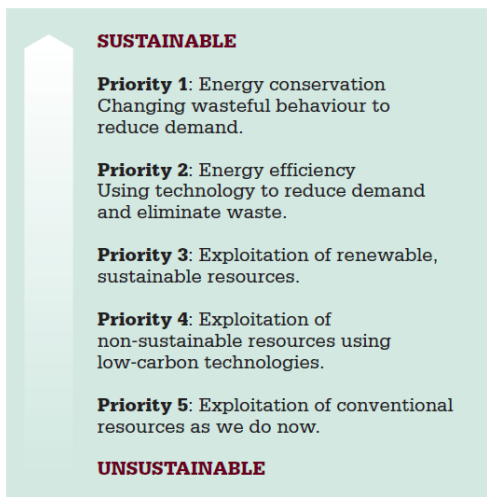 SUSTAINABLE
Priority 1: Energy conservation
Changing wasteful behaviour to
reduce demand.
Priority 2: Energy efficiency
Using technology to reduce demand
and eliminate waste.
Priority 3: Exploitation of renewable,
sustainable resources.
Priority 4: Exploitation of
non-sustainable resources using
low-carbon technologies.
Priority 5: Exploitation of conventional
resources as we do now.
UNSUSTAINABLE